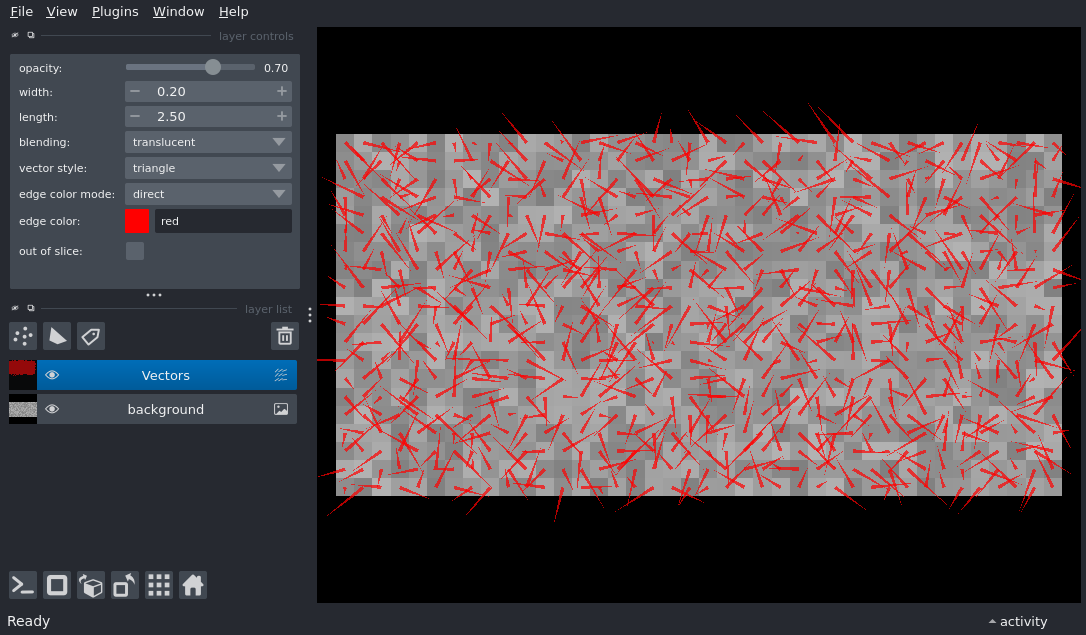 File View Plugins Window Help
layer controls
opacity: 0.70
width: − 0.20 +
length: − 2.50 +
blending: translucent
vector style: triangle
edge color mode: direct
edge color: red
out of slice:
layer list
Vectors
background
Ready
activity